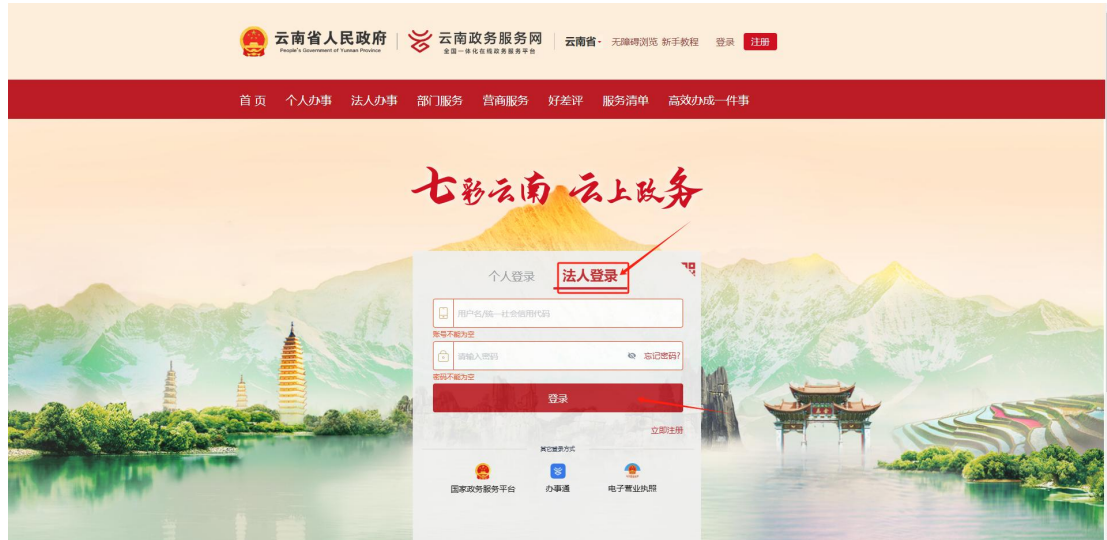 云南省人民政府
People's Government of Yunnan Province
云南政务服务网
全国一体化在线政务服务平台
云南省
无障碍浏览 新手教程 登录 注册
首页 个人办事 法人办事 部门服务 营商服务 好差评 服务清单 高效办成一件事
七彩云南 云上政务
个人登录 法人登录
用户名/统一社会信用代码
账号不能为空
请输入密码 忘记密码?
密码不能为空
登录
立即注册
其它登录方式
国家政务服务平台 办事通 电子营业执照